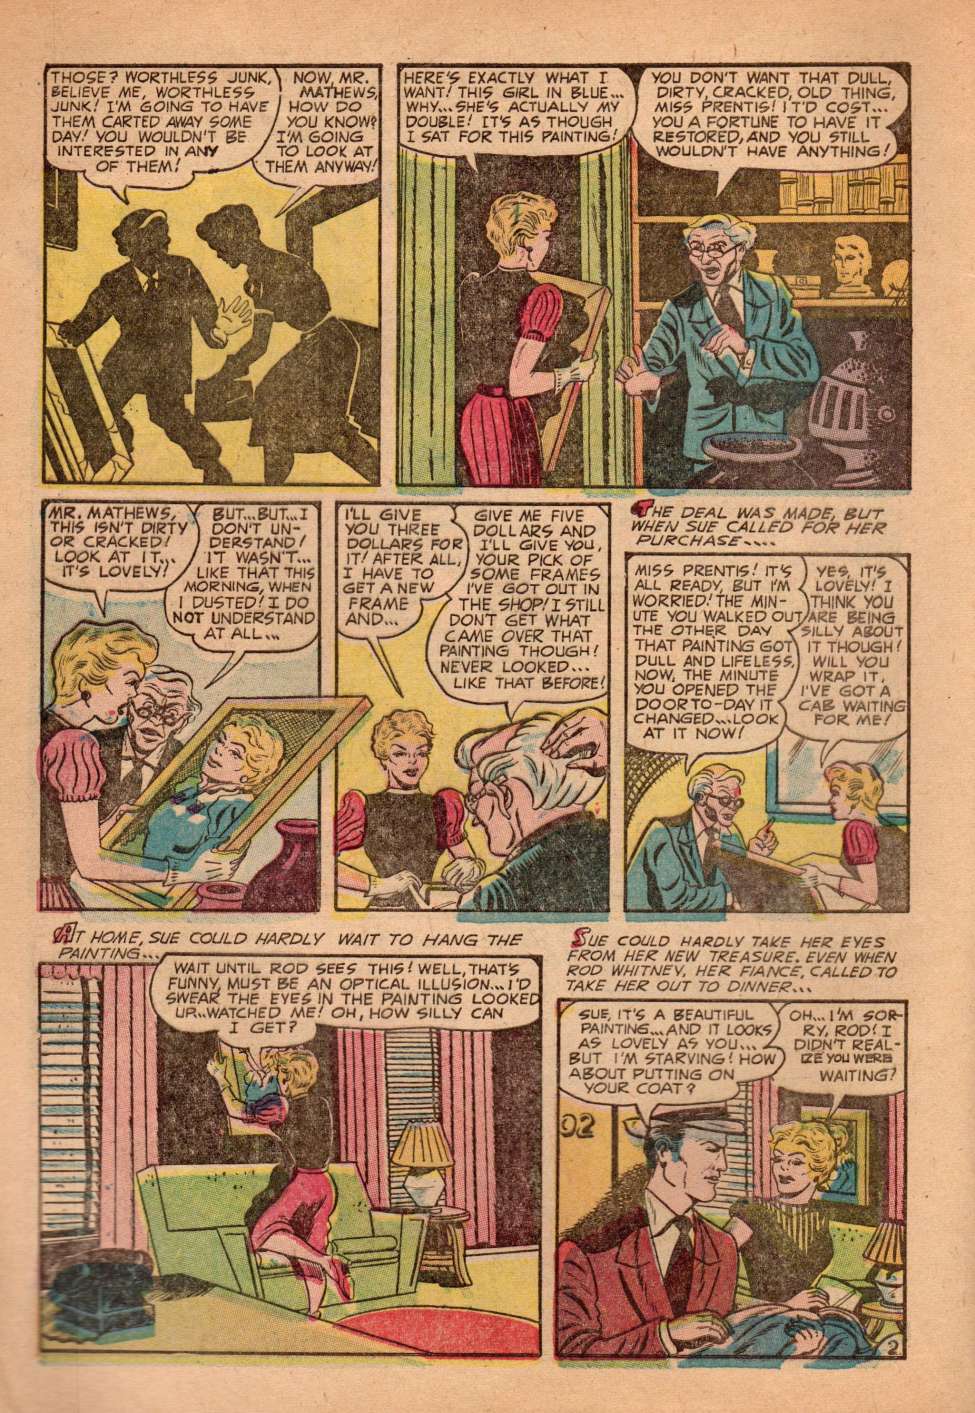 THOSE? WORTHLESS JUNK,
BELIEVE ME, WORTHLESS
JUNK! I'M GOING TO HAVE
THEM CARTED AWAY SOME
DAY! YOU WOULDN'T BE
INTERESTED IN ANY
OF THEM!
NOW, MR.
MATHEWS,
HOW DO
YOU KNOW?
I'M GOING
TO LOOK AT
THEM ANYWAY!
HERE'S EXACTLY WHAT I
WANT! THIS GIRL IN BLUE...
WHY... SHE'S ACTUALLY MY
DOUBLE! IT'S AS THOUGH
I SAT FOR THIS PAINTING!
YOU DON'T WANT THAT DULL,
DIRTY, CRACKED, OLD THING,
MISS PRENTIS! IT'D COST...
YOU A FORTUNE TO HAVE IT
RESTORED, AND YOU STILL
WOULDN'T HAVE ANYTHING!
MR. MATHEWS,
THIS ISN'T DIRTY
OR CRACKED!
LOOK AT IT...
IT'S LOVELY!
BUT... BUT... I
DON'T UN-
DERSTAND!
IT WASN'T...
LIKE THAT THIS
MORNING, WHEN
I DUSTED! I DO
NOT UNDERSTAND
AT ALL...
I'LL GIVE
YOU THREE
DOLLARS FOR
IT! AFTER ALL,
I HAVE TO
GET A NEW
FRAME
AND...
GIVE ME FIVE
DOLLARS AND
I'LL GIVE YOU,
YOUR PICK OF
SOME FRAMES
I'VE GOT OUT IN
THE SHOP! I STILL
DON'T GET WHAT
CAME OVER THAT
PAINTING THOUGH!
NEVER LOOKED...
LIKE THAT BEFORE!
THE DEAL WAS MADE, BUT
WHEN SUE CALLED FOR HER
PURCHASE....
MISS PRENTIS! IT'S
ALL READY, BUT I'M
WORRIED! THE MIN-
UTE YOU WALKED OUT
THE OTHER DAY
THAT PAINTING GOT
DULL AND LIFELESS,
NOW, THE MINUTE
YOU OPENED THE
DOOR TO-DAY IT
CHANGED... LOOK
AT IT NOW!
YES, IT'S
LOVELY! I
THINK YOU
ARE BEING
SILLY ABOUT
IT THOUGH!
WILL YOU
WRAP IT,
I'VE GOT A
CAB WAITING
FOR ME!
AT HOME, SUE COULD HARDLY WAIT TO HANG THE
PAINTING...
WAIT UNTIL ROD SEES THIS! WELL, THAT'S
FUNNY, MUST BE AN OPTICAL ILLUSION... I'D
SWEAR THE EYES IN THE PAINTING LOOKED
UP... WATCHED ME! OH, HOW SILLY CAN
I GET?
SUE COULD HARDLY TAKE HER EYES
FROM HER NEW TREASURE. EVEN WHEN
ROD WHITNEY, HER FIANCE, CALLED TO
TAKE HER OUT TO DINNER...
SUE, IT'S A BEAUTIFUL
PAINTING... AND IT LOOKS
AS LOVELY AS YOU...
BUT I'M STARVING! HOW
ABOUT PUTTING ON
YOUR COAT?
OH... I'M SOR-
RY, ROD! I
DIDN'T REAL-
IZE YOU WERE
WAITING?
02
2